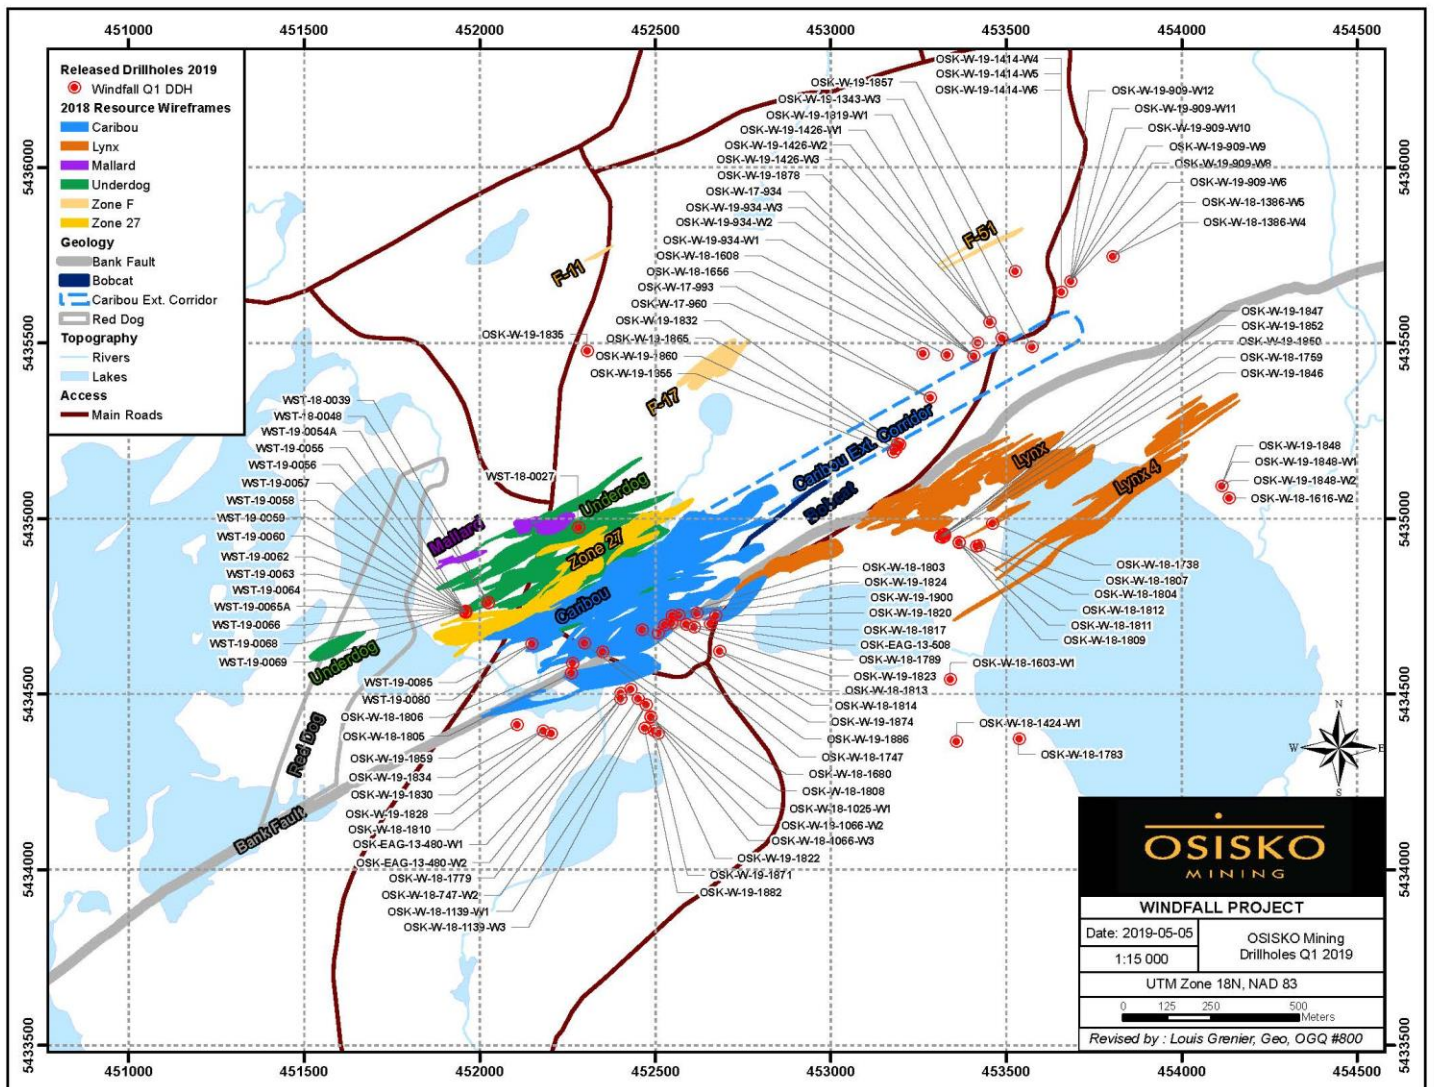 451000 451500 452000 452500 453000 453500 454000 454500
5436000
5435500
5435000
5434500
5434000
5433500
Released Drillholes 2019
Windfall Q1 DDH
2018 Resource Wireframes
Caribou
Lynx
Mallard
Underdog
Zone F
Zone 27
Geology
Bank Fault
Bobcat
Caribou Ext. Corridor
Red Dog
Topography
Rivers
Lakes
Access
Main Roads
OSK-W-19-1414-W4
OSK-W-19-1414-W5
OSK-W-19-1414-W6
OSK-W-19-1857
OSK-W-19-1343-W3
OSK-W-19-1819-W1
OSK-W-19-1426-W1
OSK-W-19-1426-W2
OSK-W-19-1426-W3
OSK-W-19-1878
OSK-W-17-934
OSK-W-19-934-W3
OSK-W-19-934-W2
OSK-W-19-934-W1
OSK-W-18-1608
OSK-W-18-1656
OSK-W-17-993
OSK-W-17-960
OSK-W-19-1832
OSK-W-19-1865
OSK-W-19-1860
OSK-W-19-1855
OSK-W-19-1835
OSK-W-19-909-W12
OSK-W-19-909-W11
OSK-W-19-909-W10
OSK-W-19-909-W9
OSK-W-19-909-W8
OSK-W-19-909-W6
OSK-W-18-1386-W5
OSK-W-18-1386-W4
F-51
F-11
F-17
OSK-W-19-1847
OSK-W-19-1852
OSK-W-19-1850
OSK-W-18-1759
OSK-W-19-1846
WST-18-0039
WST-18-0048
WST-19-0054A
WST-19-0055
WST-19-0056
WST-19-0057
WST-19-0058
WST-19-0059
WST-19-0060
WST-19-0062
WST-19-0063
WST-19-0064
WST-19-0065A
WST-19-0066
WST-19-0068
WST-19-0069
WST-18-0027
Underdog
Mallard
Zone 27
Caribou
Caribou Ext. Corridor
Bobcat
Lynx
Lynx 4
Underdog
Red Dog
Bank Fault
OSK-W-19-1848
OSK-W-19-1848-W1
OSK-W-19-1848-W2
OSK-W-18-1616-W2
OSK-W-18-1738
OSK-W-18-1807
OSK-W-18-1804
OSK-W-18-1812
OSK-W-18-1811
OSK-W-18-1809
OSK-W-18-1603-W1
OSK-W-18-1424-W1
OSK-W-18-1783
OSK-W-18-1803
OSK-W-19-1824
OSK-W-19-1900
OSK-W-19-1820
OSK-W-18-1817
OSK-EAG-13-508
OSK-W-18-1789
OSK-W-19-1823
OSK-W-18-1813
OSK-W-18-1814
OSK-W-19-1874
OSK-W-19-1886
OSK-W-18-1747
OSK-W-18-1680
OSK-W-18-1808
OSK-W-18-1025-W1
OSK-W-19-1066-W2
OSK-W-18-1066-W3
OSK-W-19-1822
OSK-W-19-1871
OSK-W-19-1882
WST-19-0085
WST-19-0080
OSK-W-18-1806
OSK-W-18-1805
OSK-W-19-1859
OSK-W-19-1834
OSK-W-19-1830
OSK-W-19-1828
OSK-W-18-1810
OSK-EAG-13-480-W1
OSK-EAG-13-480-W2
OSK-W-18-1779
OSK-W-18-747-W2
OSK-W-18-1139-W1
OSK-W-18-1139-W3
N
W E
S
OSISKO
MINING
WINDFALL PROJECT
Date: 2019-05-05
1:15 000
OSISKO Mining
Drillholes Q1 2019
UTM Zone 18N, NAD 83
0 125 250 500
Meters
Revised by : Louis Grenier, Geo, OGQ #800
5436000
5435500
5435000
5434500
5434000
5433500
451000 451500 452000 452500 453000 453500 454000 454500